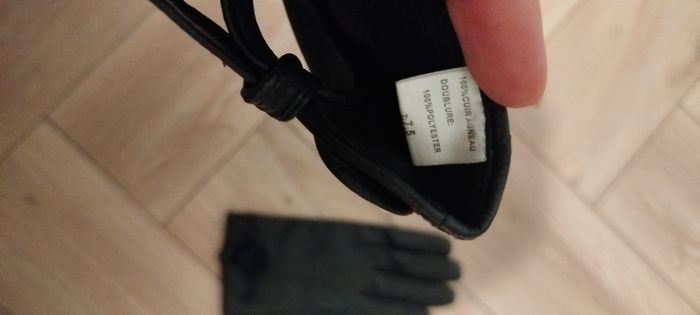 100%CUIR AGNEAU
DOUBLURE:
100%POLYESTER
T 7,5